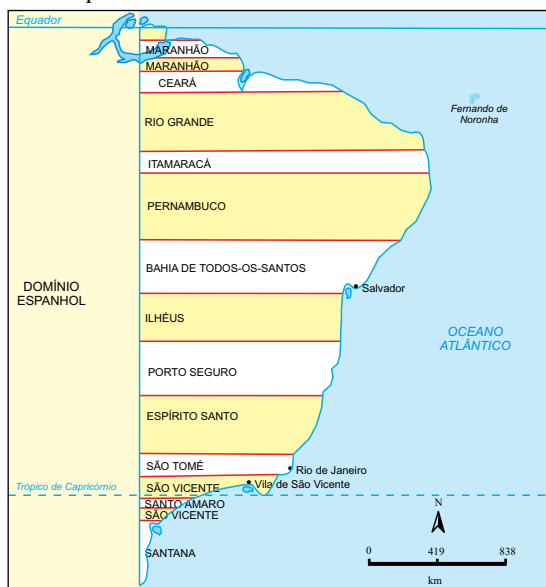 Equador
MARANHÃO
MARANHÃO
CEARÁ
Fernando de
Noronha
RIO GRANDE
ITAMARACÁ
PERNAMBUCO
BAHIA DE TODOS-OS-SANTOS
DOMÍNIO
ESPANHOL
Salvador
ILHÉUS
OCEANO
ATLÂNTICO
PORTO SEGURO
ESPÍRITO SANTO
SÃO TOMÉ
Rio de Janeiro
Trópico de Capricórnio
SÃO VICENTE
Vila de São Vicente
SANTO AMARO
SÃO VICENTE
N
SANTANA
0 419 838
km